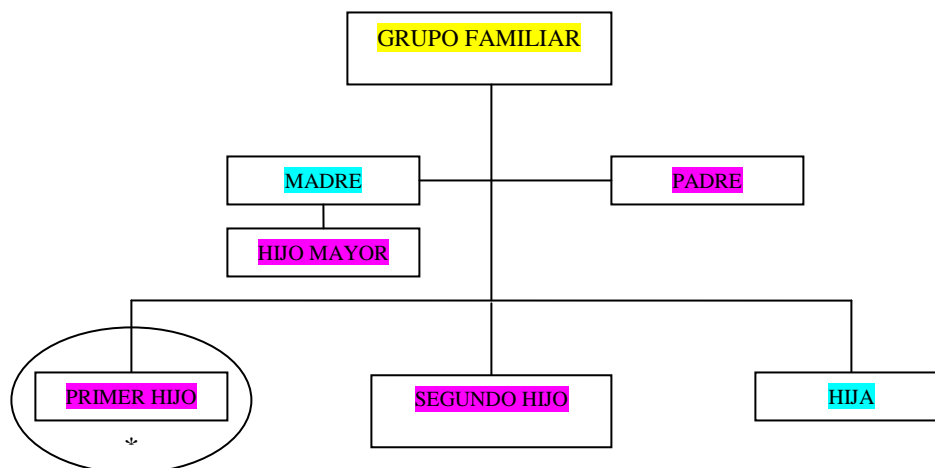 GRUPO FAMILIAR
MADRE
PADRE
HIJO MAYOR
PRIMER HIJO
SEGUNDO HIJO
HIJA
*